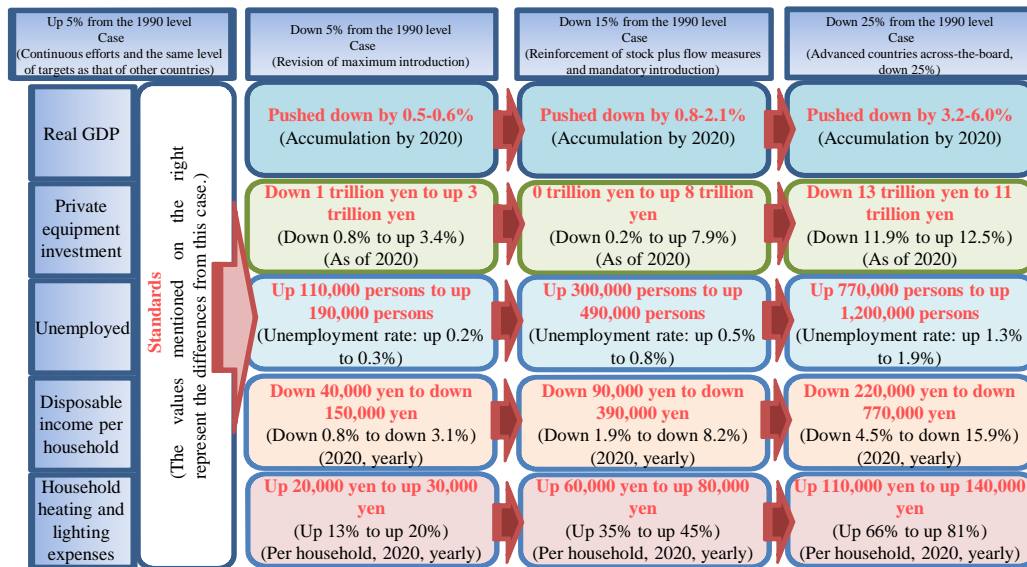 Up 5% from the 1990 level
Case
(Continuous efforts and the same level
of targets as that of other countries)
Down 5% from the 1990 level
Case
(Revision of maximum introduction)
Down 15% from the 1990 level
Case
(Reinforcement of stock plus flow measures
and mandatory introduction)
Down 25% from the 1990 level
Case
(Advanced countries across-the-board,
down 25%)
Standards
(The values mentioned on the right
represent the differences from this case.)
Real GDP
Pushed down by 0.5-0.6%
(Accumulation by 2020)
Pushed down by 0.8-2.1%
(Accumulation by 2020)
Pushed down by 3.2-6.0%
(Accumulation by 2020)
Private
equipment
investment
Down 1 trillion yen to up 3
trillion yen
(Down 0.8% to up 3.4%)
(As of 2020)
0 trillion yen to up 8 trillion
yen
(Down 0.2% to up 7.9%)
(As of 2020)
Down 13 trillion yen to 11
trillion yen
(Down 11.9% to up 12.5%)
(As of 2020)
Unemployed
Up 110,000 persons to up
190,000 persons
(Unemployment rate: up 0.2%
to 0.3%)
Up 300,000 persons to up
490,000 persons
(Unemployment rate: up 0.5%
to 0.8%)
Up 770,000 persons to up
1,200,000 persons
(Unemployment rate: up 1.3%
to 1.9%)
Disposable
income per
household
Down 40,000 yen to down
150,000 yen
(Down 0.8% to down 3.1%)
(2020, yearly)
Down 90,000 yen to down
390,000 yen
(Down 1.9% to down 8.2%)
(2020, yearly)
Down 220,000 yen to down
770,000 yen
(Down 4.5% to down 15.9%)
(2020, yearly)
Household
heating and
lighting
expenses
Up 20,000 yen to up 30,000
yen
(Up 13% to up 20%)
(Per household, 2020, yearly)
Up 60,000 yen to up 80,000
yen
(Up 35% to up 45%)
(Per household, 2020, yearly)
Up 110,000 yen to up 140,000
yen
(Up 66% to up 81%)
(Per household, 2020, yearly)